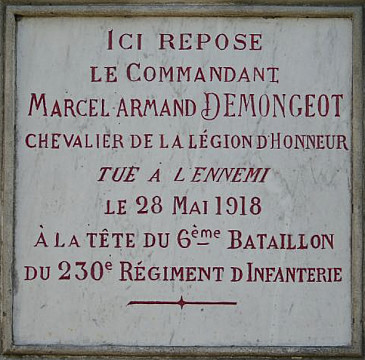 ICI REPOSE
LE COMMANDANT
MARCEL-ARMAND DEMONGEOT
CHEVALIER DE LA LÉGION D'HONNEUR
TUÉ À L'ENNEMI
LE 28 MAI 1918
À LA TÊTE DU 6ème BATAILLON
DU 230e RÉGIMENT D'INFANTERIE